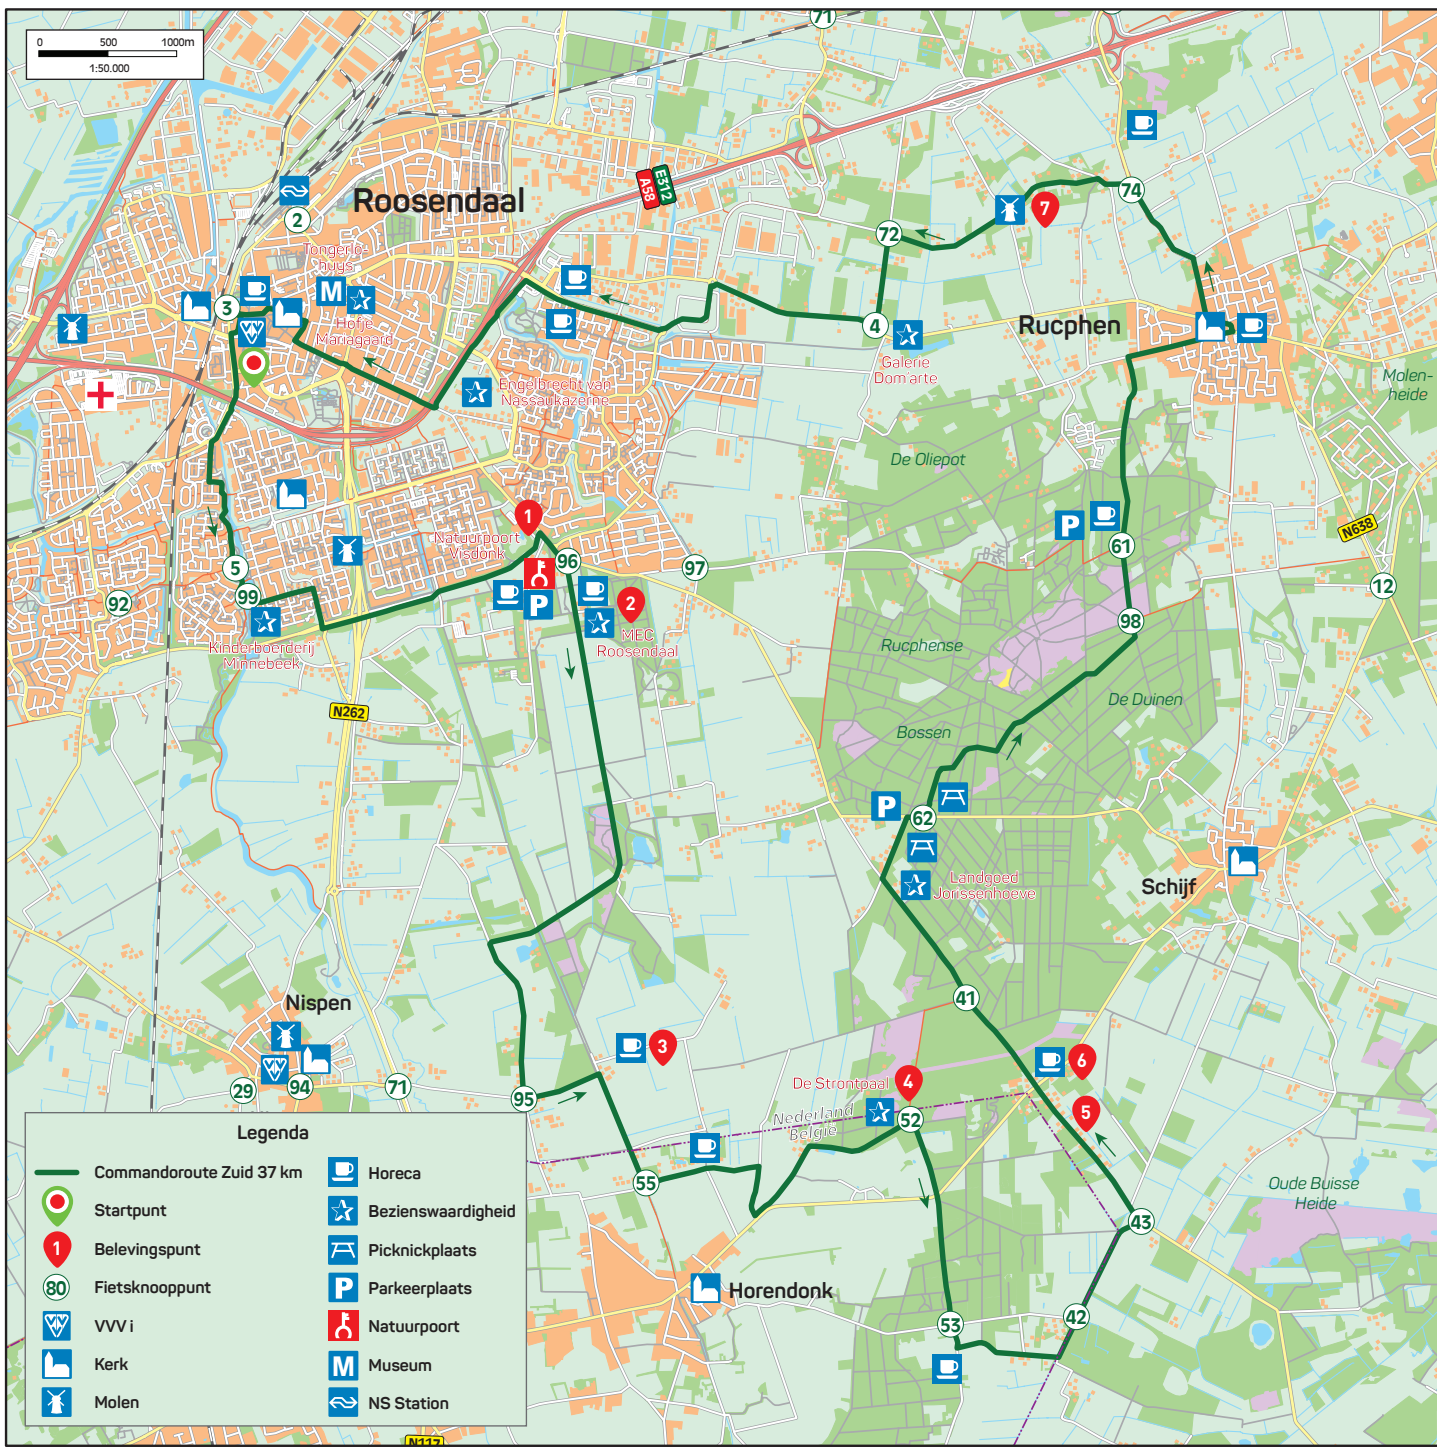 71
0 500 1000m
1:50.000
A58 E312
Roosendaal
2
74
7
72
Tongerlo-
huys
M
3
Hofje
Mariagaard
VVV
4
Rucphen
Galerie
Dom'arte
Molen-
heide
Engelbrecht van
Nassaukazerne
De Oliepot
1
Natuurpoort
Visdonk
P
N638
61
5
96
97
12
99
92
P
2
98
Kinderboerderij
Minnebeek
MEC
Roosendaal
Rucphense
De Duinen
N262
Bossen
P
62
Landgoed
Jorissenhoeve
Schijf
Nispen
41
3
6
VVV
De Strontpaal
4
29
94
71
95
5
Nederland
België
52
55
Oude Buisse
Heide
43
Horendonk
42
53
Legenda
Commandoroute Zuid 37 km
Startpunt
1 Belevingspunt
80 Fietsknooppunt
VVV VVV i
Kerk
Molen
Horeca
Bezienswaardigheid
Picknickplaats
P Parkeerplaats
Natuurpoort
M Museum
NS Station
N117